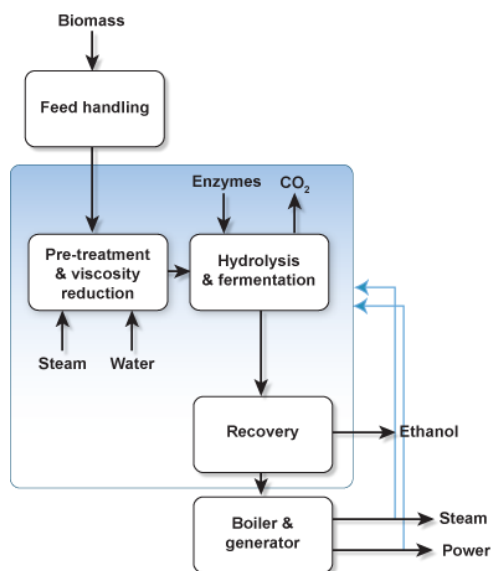 Biomass
Feed handling
Enzymes
CO₂
Pre-treatment
& viscosity
reduction
Hydrolysis
& fermentation
Steam
Water
Recovery
Ethanol
Boiler &
generator
Steam
Power